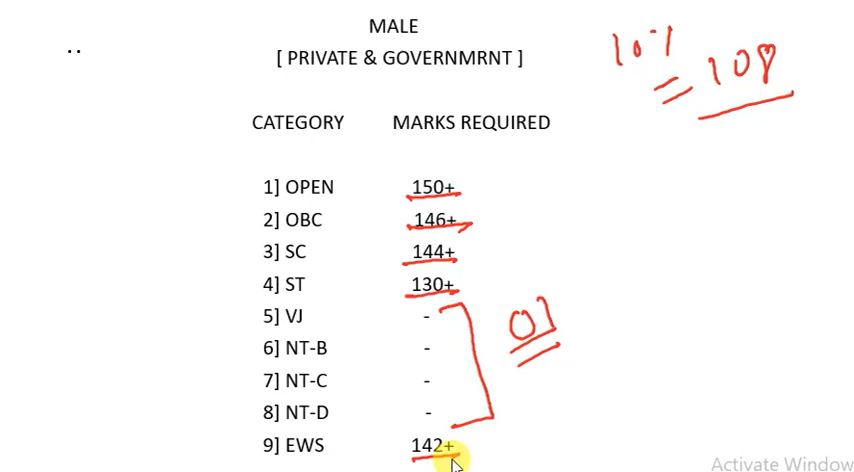 MALE
[ PRIVATE & GOVERNMRNT ]
108
CATEGORY MARKS REQUIRED
1] OPEN 150+
2] OBC 146+
3] SC 144+
4] ST 130+
5] VJ -
6] NT-B -
7] NT-C -
8] NT-D -
9] EWS 142+
01
Activate Window